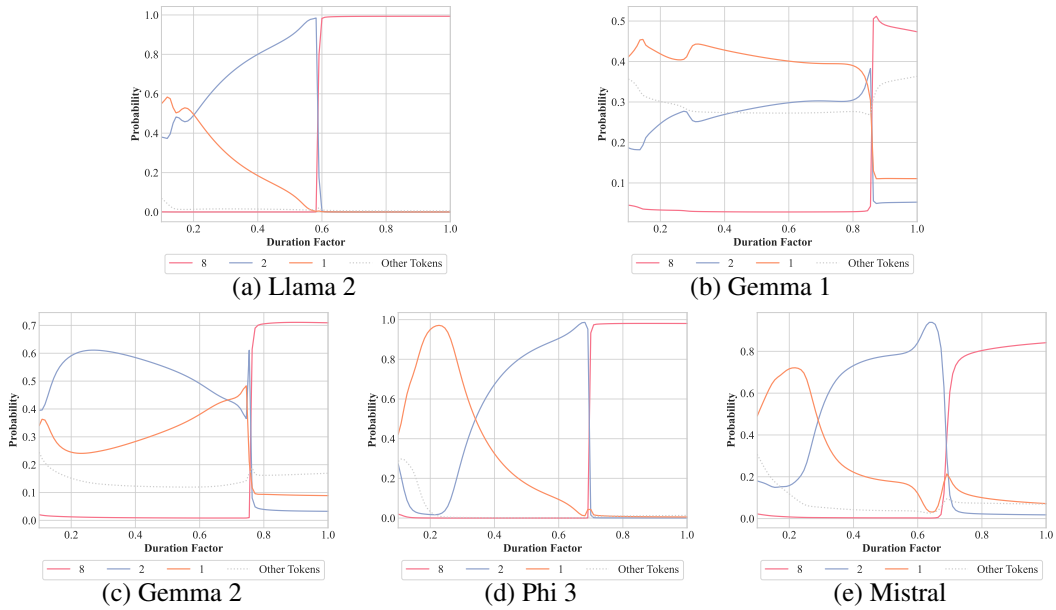 1.0
0.8
0.6
0.4
0.2
0.0
Probability
0.2 0.4 0.6 0.8 1.0
Duration Factor
8 2 1 Other Tokens
(a) Llama 2
0.5
0.4
0.3
0.2
0.1
Probability
0.2 0.4 0.6 0.8 1.0
Duration Factor
8 2 1 Other Tokens
(b) Gemma 1
0.7
0.6
0.5
0.4
0.3
0.2
0.1
0.0
Probability
0.2 0.4 0.6 0.8 1.0
Duration Factor
8 2 1 Other Tokens
(c) Gemma 2
1.0
0.8
0.6
0.4
0.2
0.0
Probability
0.2 0.4 0.6 0.8 1.0
Duration Factor
8 2 1 Other Tokens
(d) Phi 3
0.8
0.6
0.4
0.2
0.0
Probability
0.2 0.4 0.6 0.8 1.0
Duration Factor
8 2 1 Other Tokens
(e) Mistral